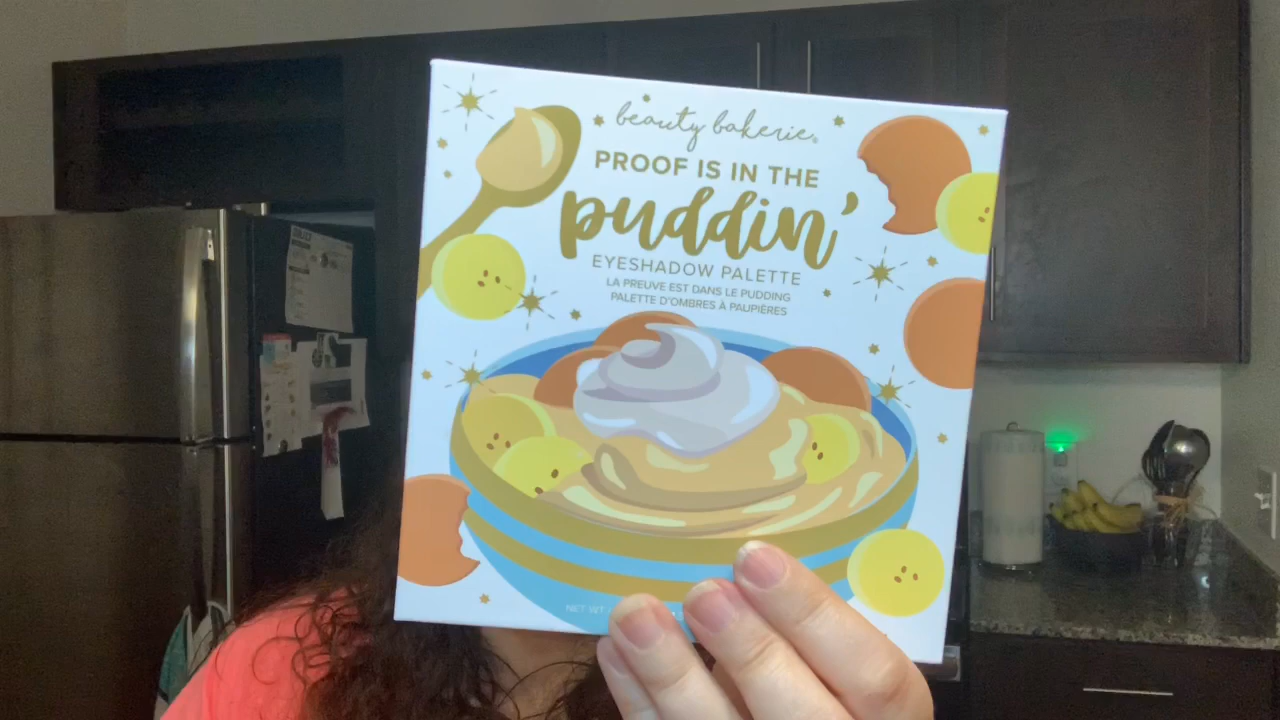 beauty bakerie
PROOF IS IN THE
puddin'
EYESHADOW PALETTE
LA PREUVE EST DANS LE PUDDING
PALETTE D'OMBRES À PAUPIÈRES
NET WT